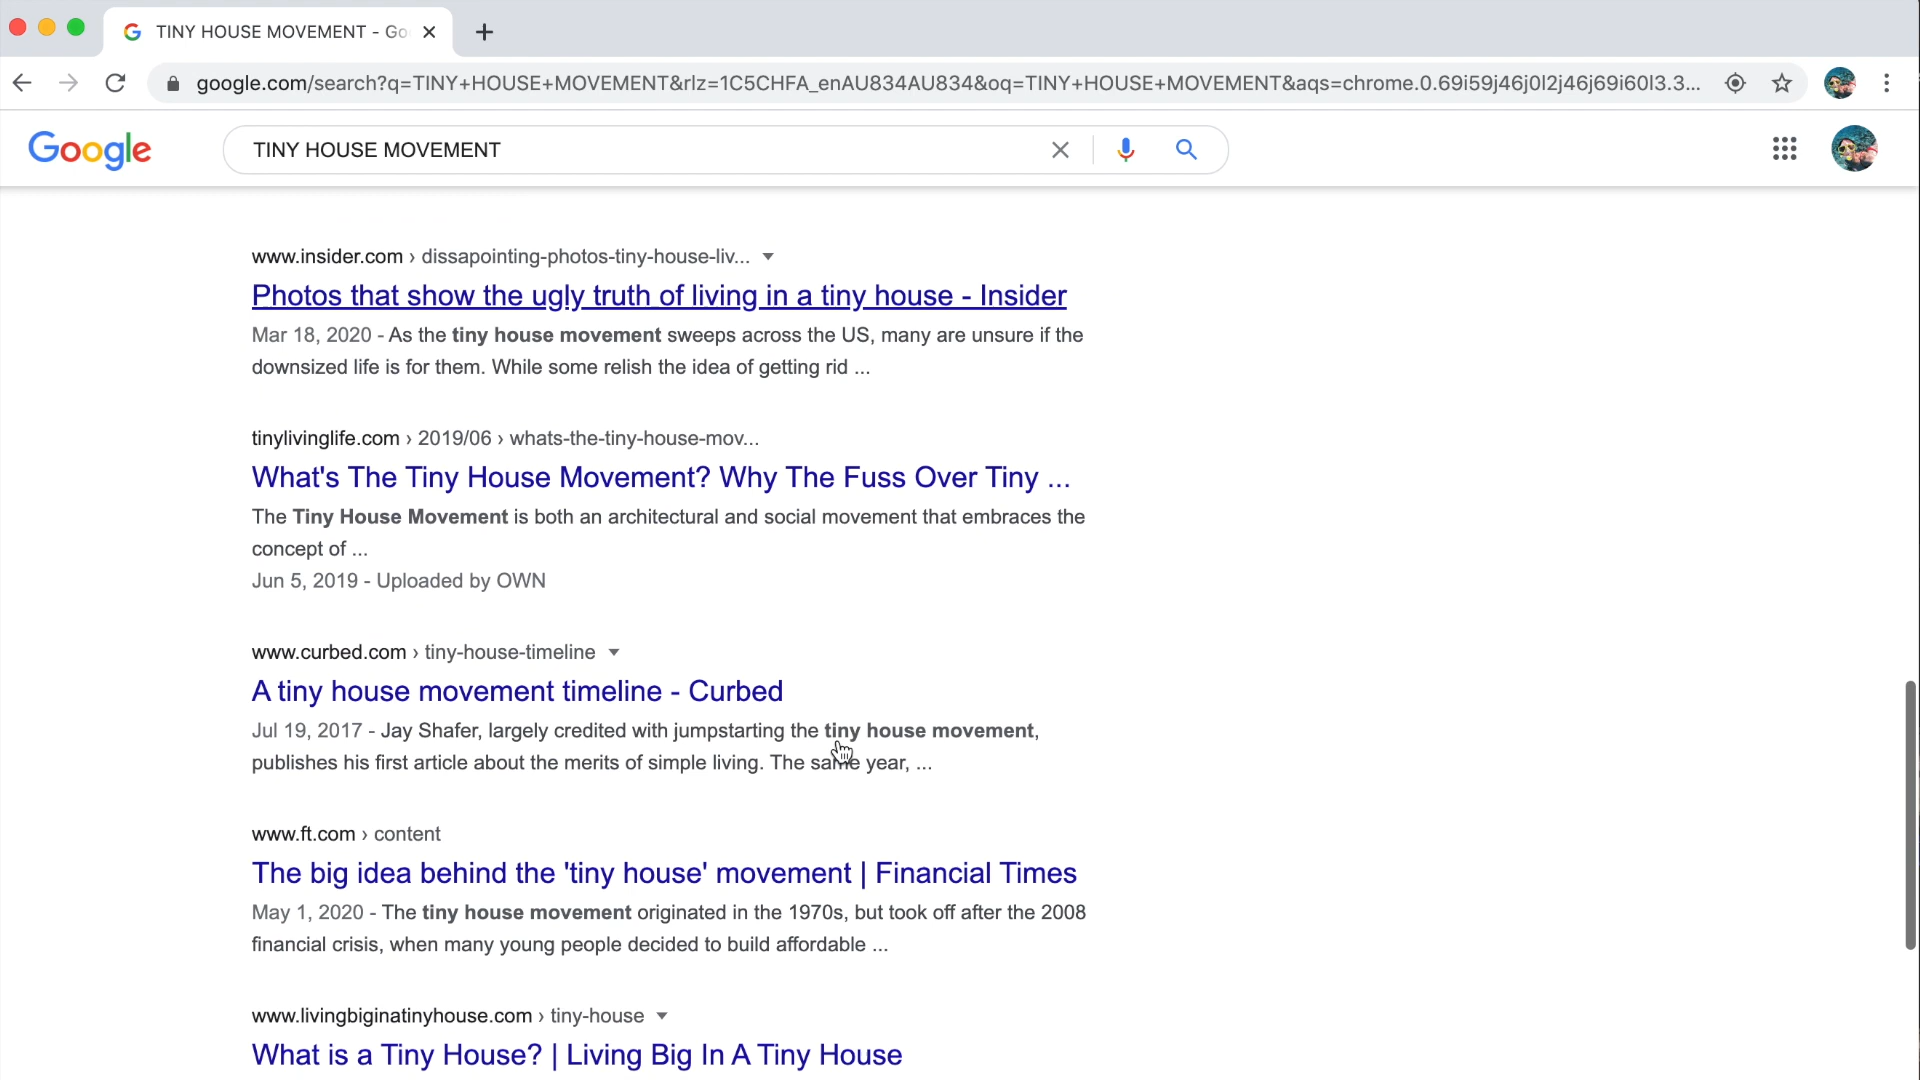 TINY HOUSE MOVEMENT - Go
google.com/search?q=TINY+HOUSE+MOVEMENT&rlz=1C5CHFA_enAU834AU834&oq=TINY+HOUSE+MOVEMENT&aqs=chrome.0.69i59j46j0l2j46j69i60l3.3...
Google
TINY HOUSE MOVEMENT
www.insider.com › dissapointing-photos-tiny-house-liv...
Photos that show the ugly truth of living in a tiny house - Insider
Mar 18, 2020 - As the tiny house movement sweeps across the US, many are unsure if the
downsized life is for them. While some relish the idea of getting rid ...
tinylivinglife.com › 2019/06 › whats-the-tiny-house-mov...
What's The Tiny House Movement? Why The Fuss Over Tiny ...
The Tiny House Movement is both an architectural and social movement that embraces the
concept of ...
Jun 5, 2019 - Uploaded by OWN
www.curbed.com › tiny-house-timeline
A tiny house movement timeline - Curbed
Jul 19, 2017 - Jay Shafer, largely credited with jumpstarting the tiny house movement,
publishes his first article about the merits of simple living. The same year, ...
www.ft.com › content
The big idea behind the 'tiny house' movement | Financial Times
May 1, 2020 - The tiny house movement originated in the 1970s, but took off after the 2008
financial crisis, when many young people decided to build affordable ...
www.livingbiginatinyhouse.com › tiny-house
What is a Tiny House? | Living Big In A Tiny House